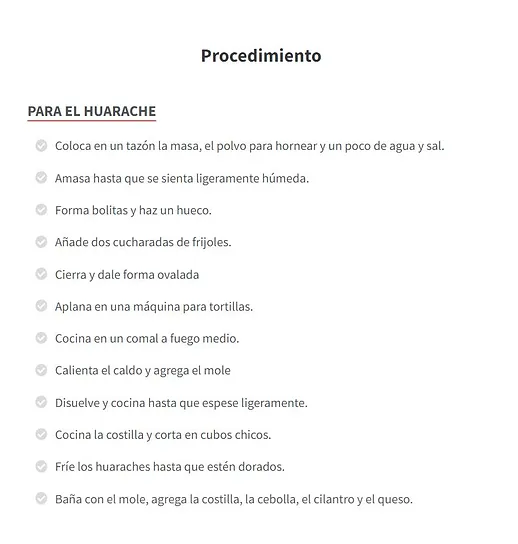 Procedimiento
PARA EL HUARACHE
Coloca en un tazón la masa, el polvo para hornear y un poco de agua y sal.
Amasa hasta que se sienta ligeramente húmeda.
Forma bolitas y haz un hueco.
Añade dos cucharadas de frijoles.
Cierra y dale forma ovalada
Aplana en una máquina para tortillas.
Cocina en un comal a fuego medio.
Calienta el caldo y agrega el mole
Disuelve y cocina hasta que espese ligeramente.
Cocina la costilla y corta en cubos chicos.
Fríe los huaraches hasta que estén dorados.
Baña con el mole, agrega la costilla, la cebolla, el cilantro y el queso.